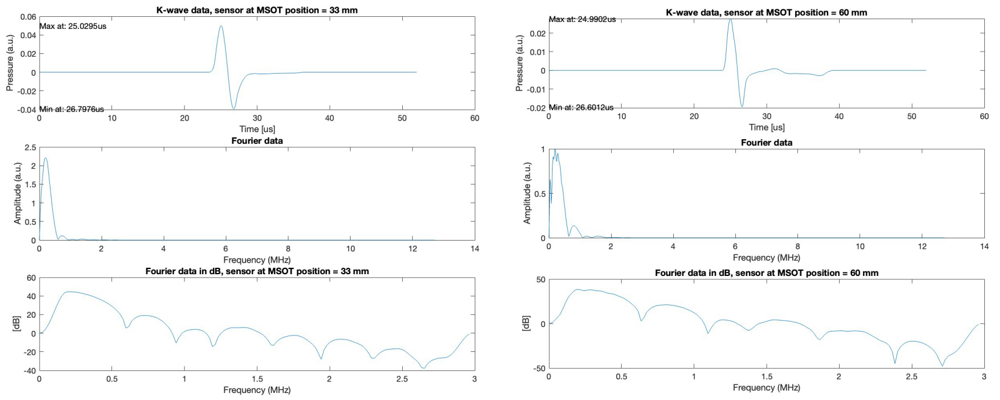 K-wave data, sensor at MSOT position = 33 mm
0.06
Max at: 25.0295us
0.04
0.02
0
-0.02
-0.04
Min at: 26.7976us
Pressure (a.u.)
0 10 20 30 40 50 60
Time [us]
Fourier data
2.5
2
1.5
1
0.5
0
Amplitude (a.u.)
0 2 4 6 8 10 12 14
Frequency (MHz)
Fourier data in dB, sensor at MSOT position = 33 mm
60
40
20
0
-20
-40
[dB]
0 0.5 1 1.5 2 2.5 3
Frequency (MHz)
K-wave data, sensor at MSOT position = 60 mm
Max at: 24.9902us
0.02
0.01
0
-0.01
-0.02
Min at: 26.6012us
Pressure (a.u.)
0 10 20 30 40 50 60
Time [us]
Fourier data
1
0.5
0
Amplitude (a.u.)
0 2 4 6 8 10 12 14
Frequency (MHz)
Fourier data in dB, sensor at MSOT position = 60 mm
50
0
-50
[dB]
0 0.5 1 1.5 2 2.5 3
Frequency (MHz)